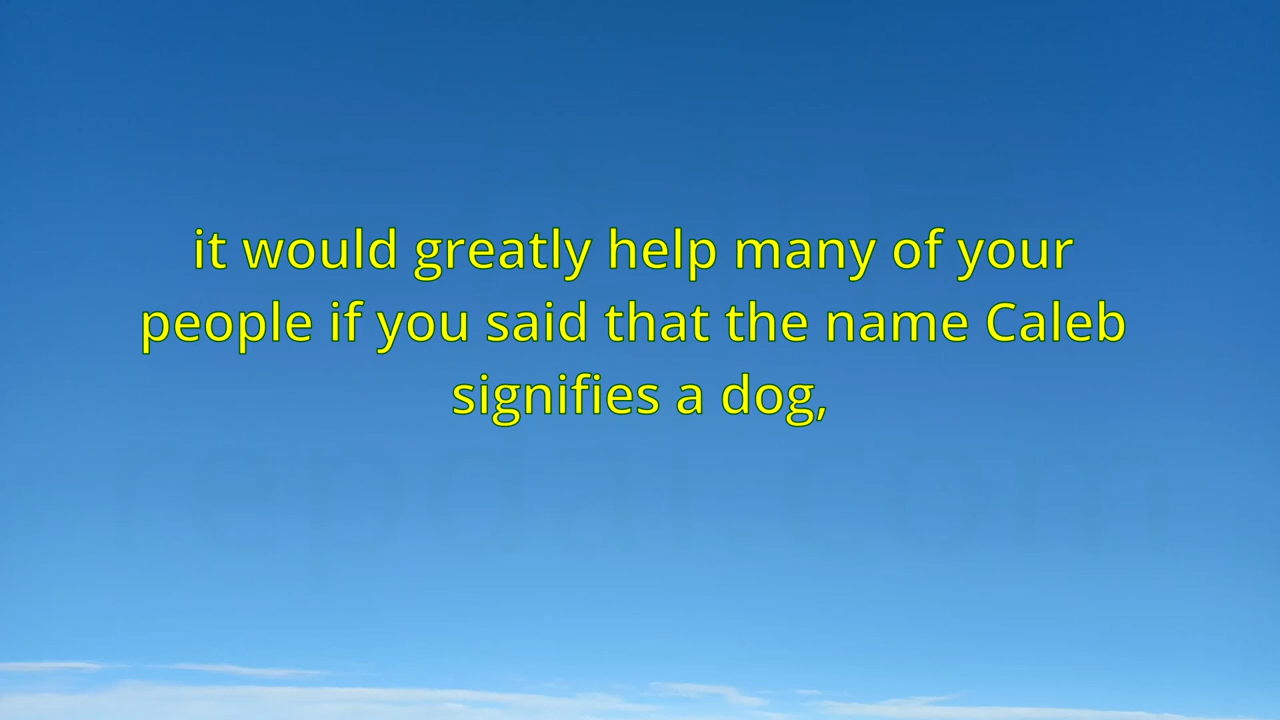 it would greatly help many of your
people if you said that the name Caleb
signifies a dog,